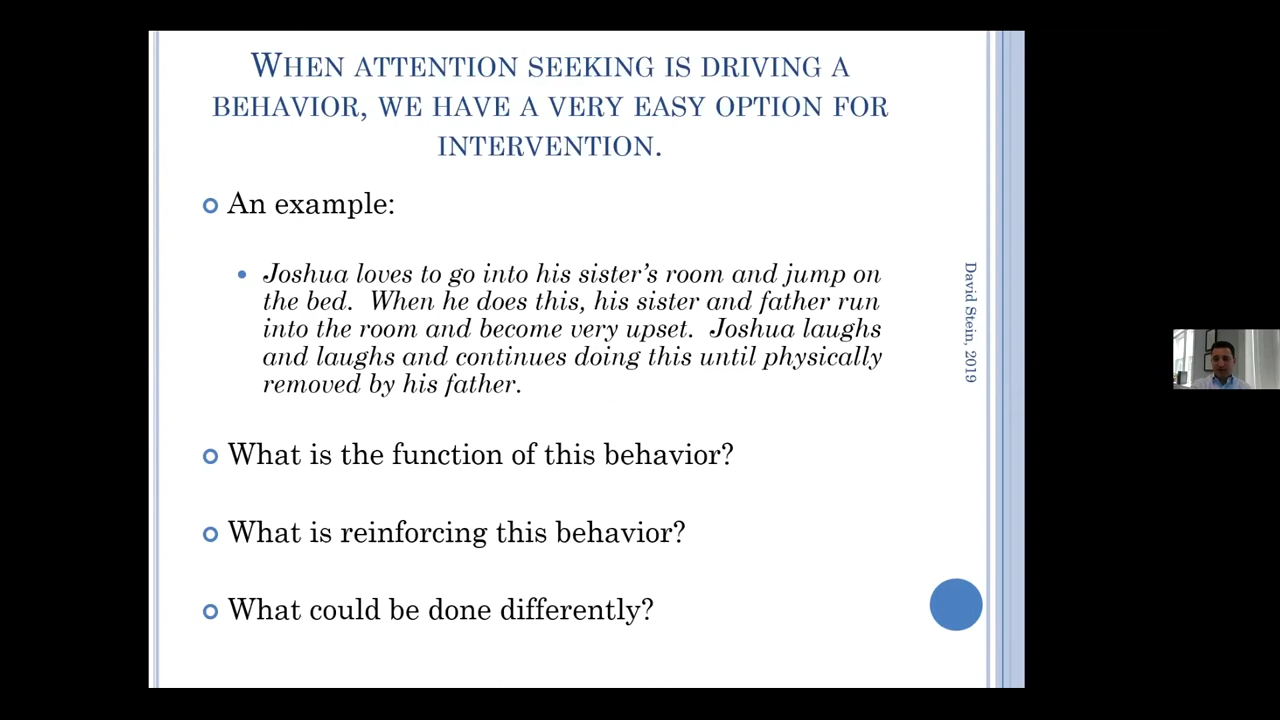 WHEN ATTENTION SEEKING IS DRIVING A
BEHAVIOR, WE HAVE A VERY EASY OPTION FOR
INTERVENTION.
An example:
Joshua loves to go into his sister's room and jump on
the bed. When he does this, his sister and father run
into the room and become very upset. Joshua laughs
and laughs and continues doing this until physically
removed by his father.
What is the function of this behavior?
What is reinforcing this behavior?
What could be done differently?
David Stein, 2019